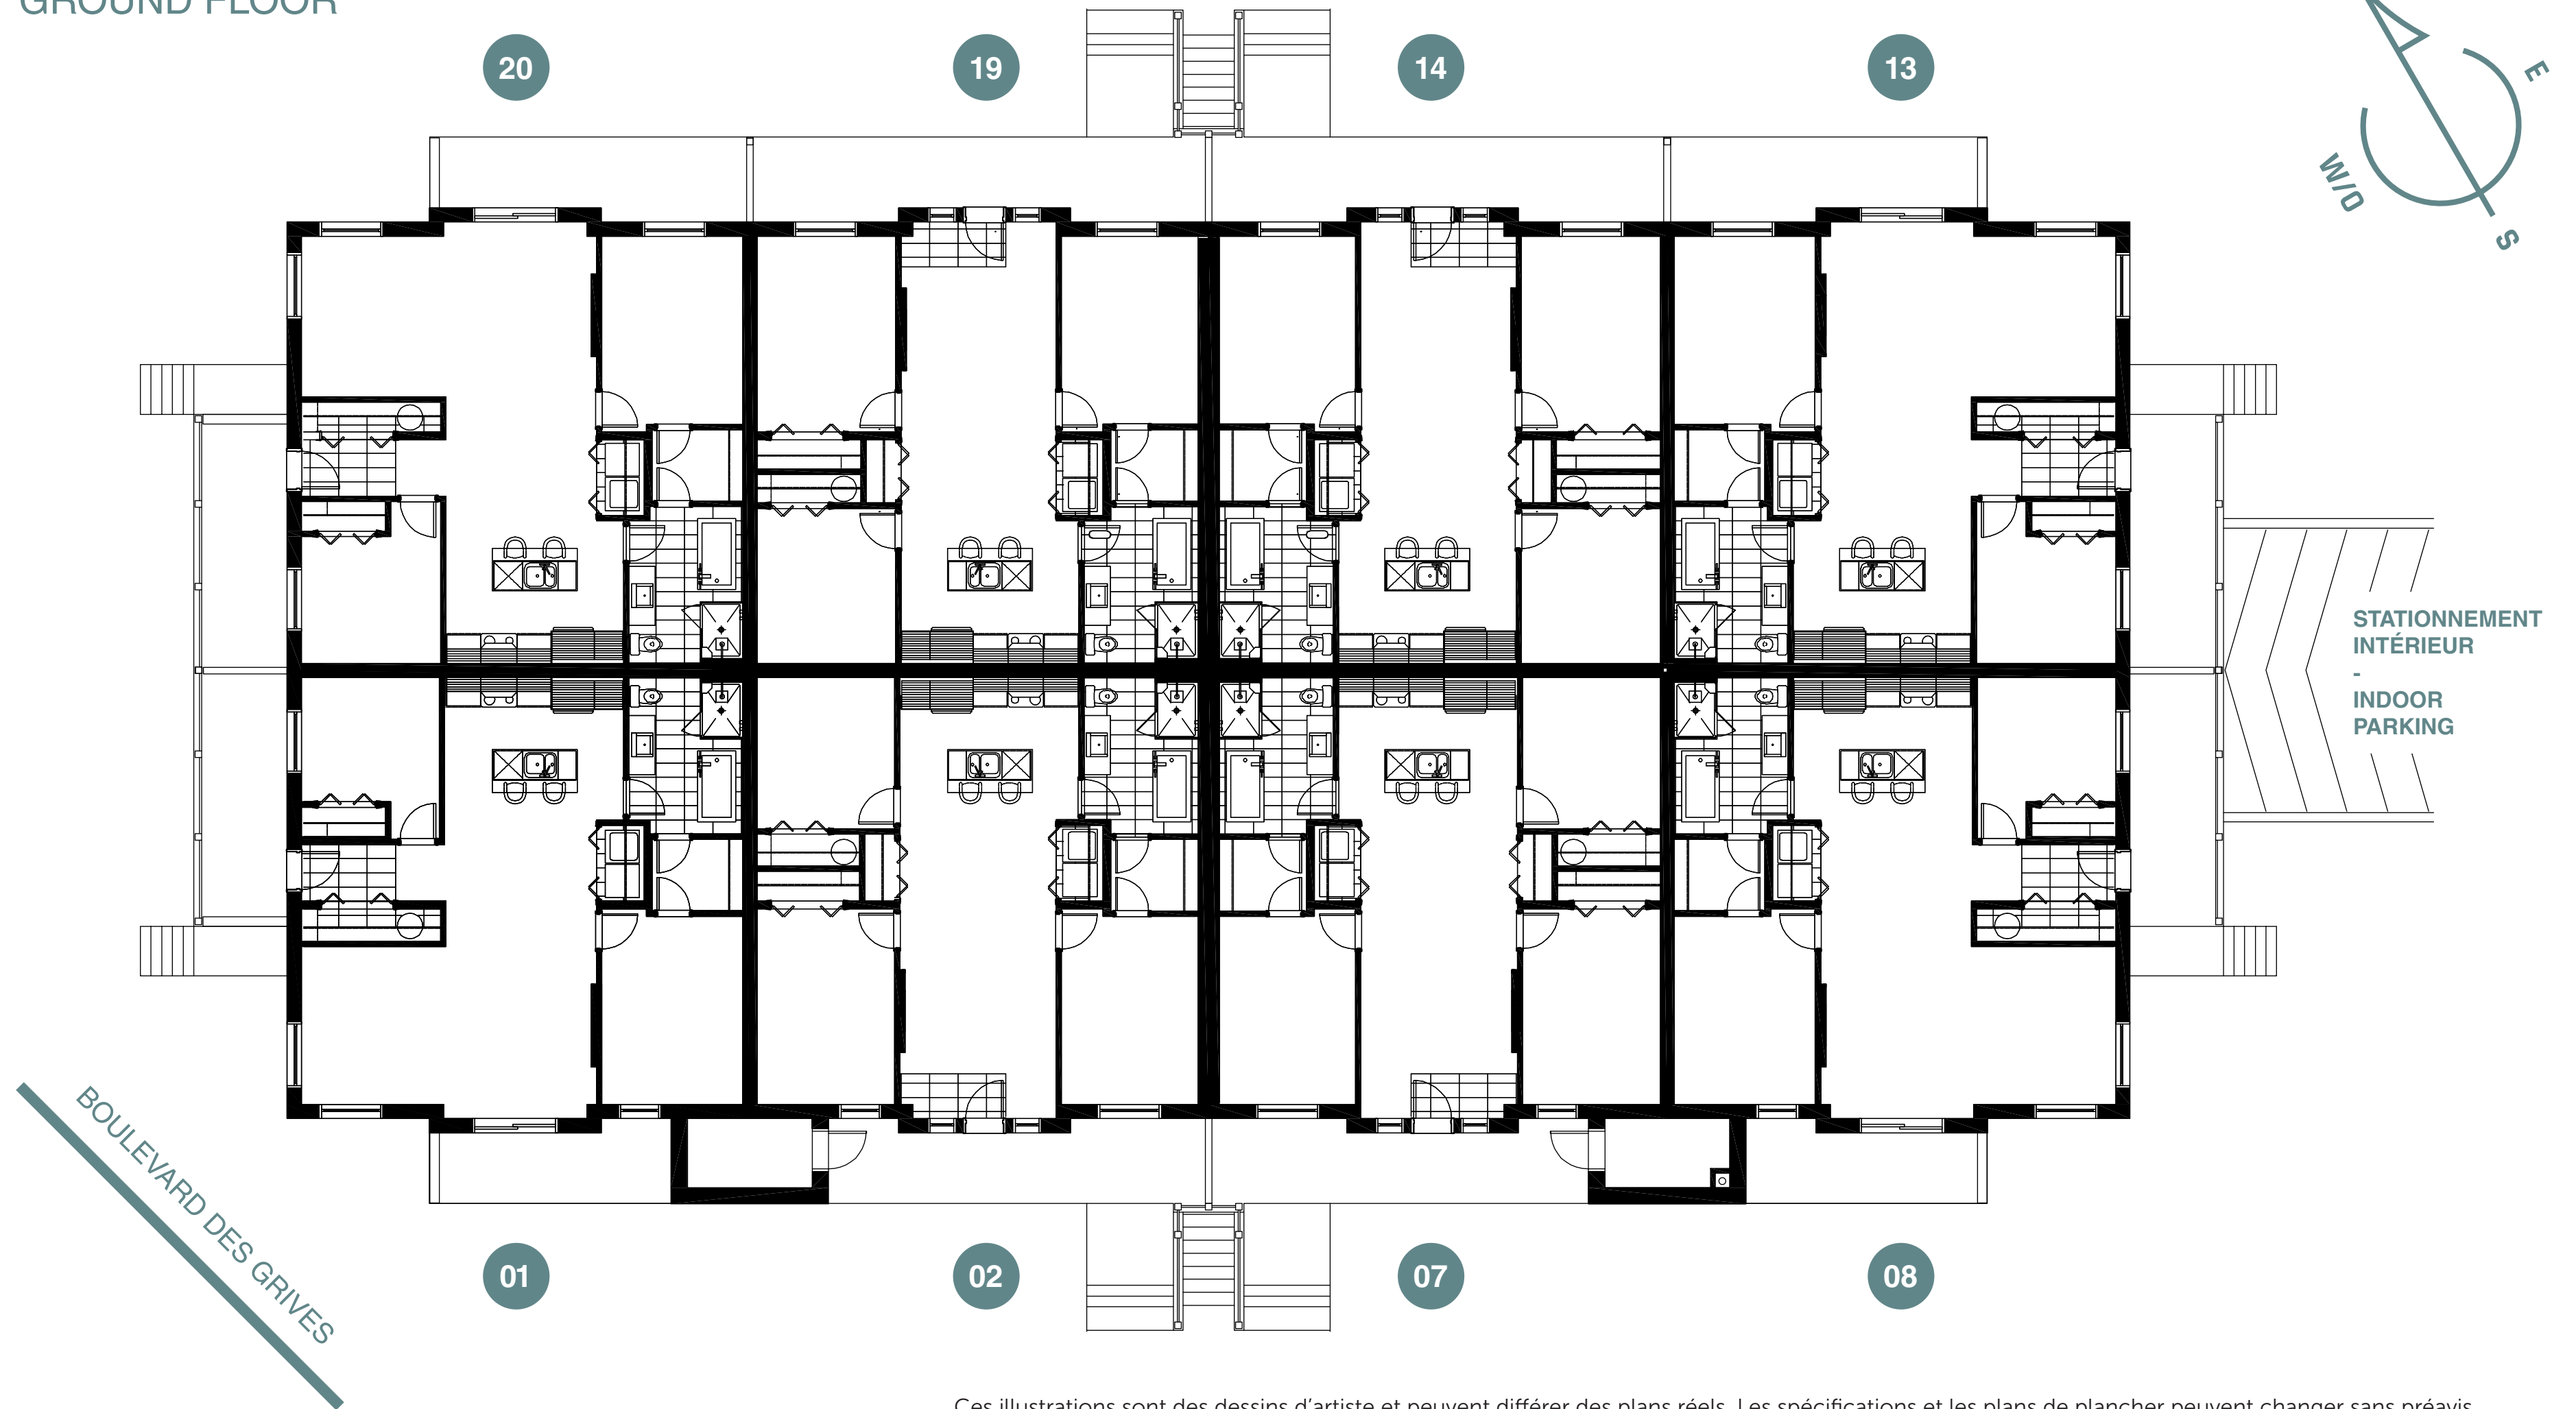 GROUND FLOOR
20
19
14
13
E
W/O
S
STATIONNEMENT
INTÉRIEUR
-
INDOOR
PARKING
BOULEVARD DES GRIVES
01
02
07
08
Ces illustrations sont des dessins d'artiste et peuvent différer des plans réels. Les spécifications et les plans de plancher peuvent changer sans préavis